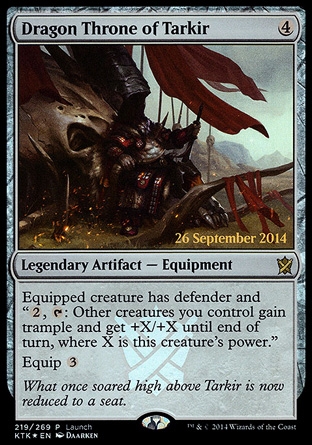 Dragon Throne of Tarkir 4
26 September 2014
Legendary Artifact — Equipment
Equipped creature has defender and
“2, : Other creatures you control gain
trample and get +X/+X until end of
turn, where X is this creature’s power.”
Equip 3
What once soared high above Tarkir is now
reduced to a seat.
219/269 P Launch
KTK ★ EN Daarken
™ & © 2014 Wizards of the Coast